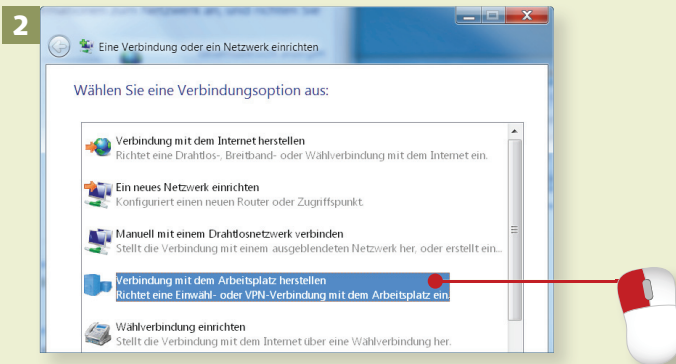 2
Eine Verbindung oder ein Netzwerk einrichten
Wählen Sie eine Verbindungsoption aus:
Verbindung mit dem Internet herstellen
Richtet eine Drahtlos-, Breitband- oder Wählverbindung mit dem Internet ein.
Ein neues Netzwerk einrichten
Konfiguriert einen neuen Router oder Zugriffspunkt.
Manuell mit einem Drahtlosnetzwerk verbinden
Stellt die Verbindung mit einem ausgeblendeten Netzwerk her, oder erstellt ein...
Verbindung mit dem Arbeitsplatz herstellen
Richtet eine Einwähl- oder VPN-Verbindung mit dem Arbeitsplatz ein.
Wählverbindung einrichten
Stellt die Verbindung mit dem Internet über eine Wählverbindung her.